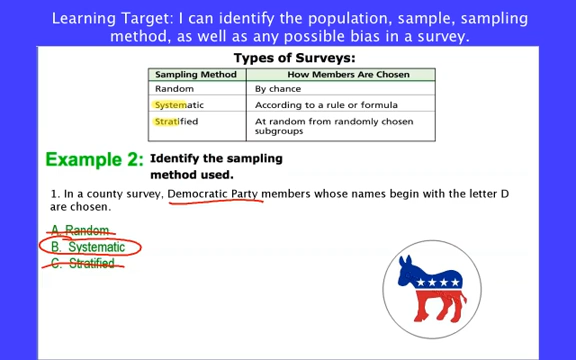 Learning Target: I can identify the population, sample, sampling
method, as well as any possible bias in a survey.
Types of Surveys:
Sampling Method How Members Are Chosen
Random By chance
Systematic According to a rule or formula
Stratified At random from randomly chosen
subgroups
Example 2: Identify the sampling
method used.
1. In a county survey, Democratic Party members whose names begin with the letter D
are chosen.
A. Random
B. Systematic
C. Stratified